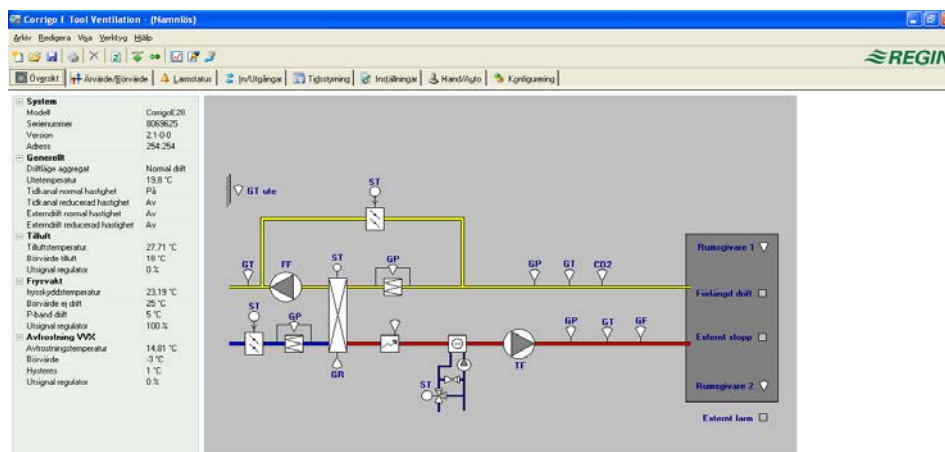 Corrigo E Tool Ventilation - (Namnlös)
Arkiv Redigera Visa Verktyg Hjälp
REGIN
Översikt Ärvärde/Börvärde Larmstatus In/Utgångar Tidsstyrning Inställningar Hand/Auto Konfigurering
System
Modell CorrigoE28
Serienummer 8069625
Version 2.1-0-0
Adress 254:254
Generellt
Driftläge aggregat Normal drift
Utetemperatur 19,8 °C
Tidkanal normal hastighet På
Tidkanal reducerad hastighet Av
Externdrift normal hastighet Av
Externdrift reducerad hastighet Av
Tilluft
Tilluftstemperatur 27,71 °C
Börvärde tilluft 18 °C
Utsignal regulator 0 %
Frysvakt
Frysskyddstemperatur 23,19 °C
Börvärde ej drift 25 °C
P-band drift 5 °C
Utsignal regulator 100 %
Avfrostning VVX
Avfrostningstemperatur 14,81 °C
Börvärde -3 °C
Hysteres 1 °C
Utsignal regulator 0 %
GT ute
ST
GT
FF
ST
GP
GP
GT
CO2
ST
GP
GR
ST
TF
GP
GT
GF
Rumsgivare 1
Förlängd drift
Externt stopp
Rumsgivare 2
Externt larm